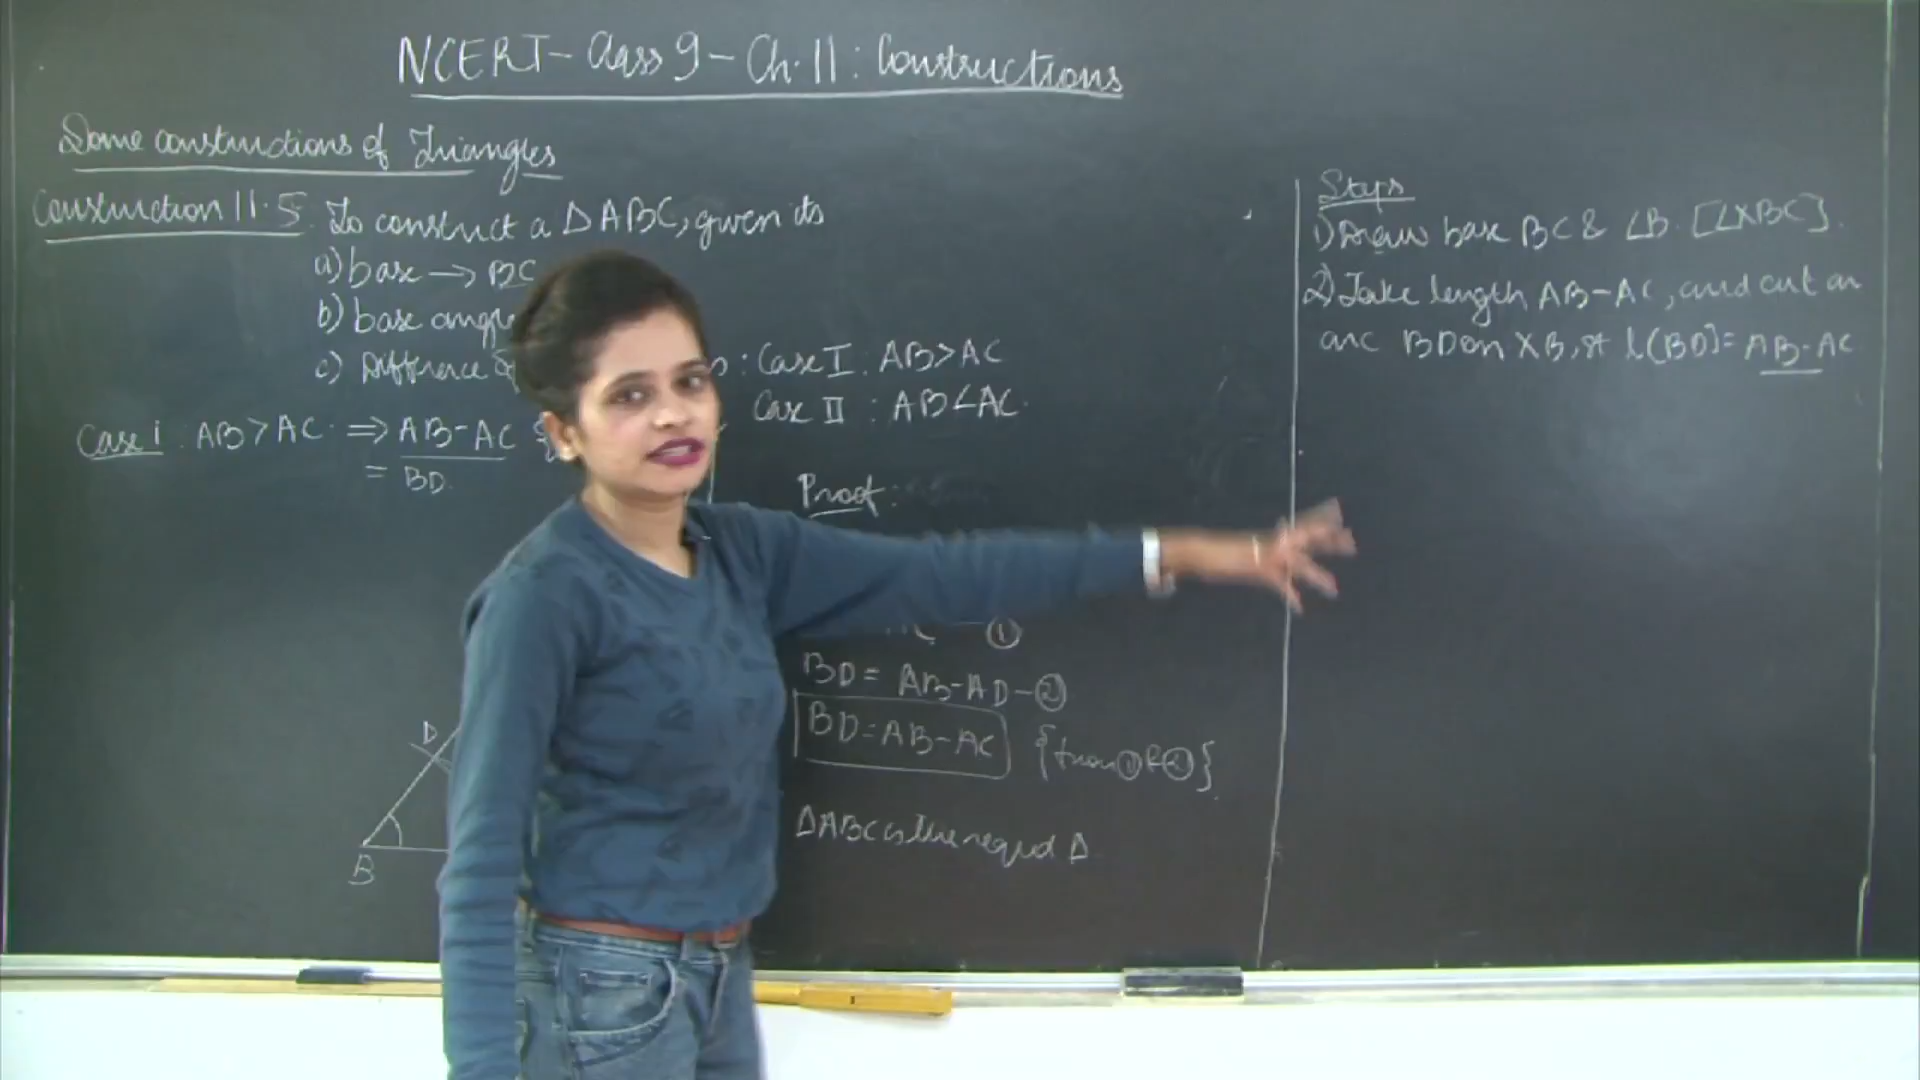 NCERT - Class 9 - Ch. 11 : Constructions
Some constructions of Triangles
Construction 11.5. To construct a ΔABC, given its
a) base → BC
b) base angle
c) Difference
: Case I : AB > AC
Case II : AB < AC.
Case i. AB > AC. ⇒ AB - AC {
= BD.
Proof :
①
BD = AB - AD - ②
BD = AB - AC {from ① & ②}
ΔABC is the reqd Δ
D
B
Steps
1) Draw base BC & ∠B. [∠XBC].
2) Take length AB - AC, and cut an
arc BD on XB, st l(BD) = AB - AC